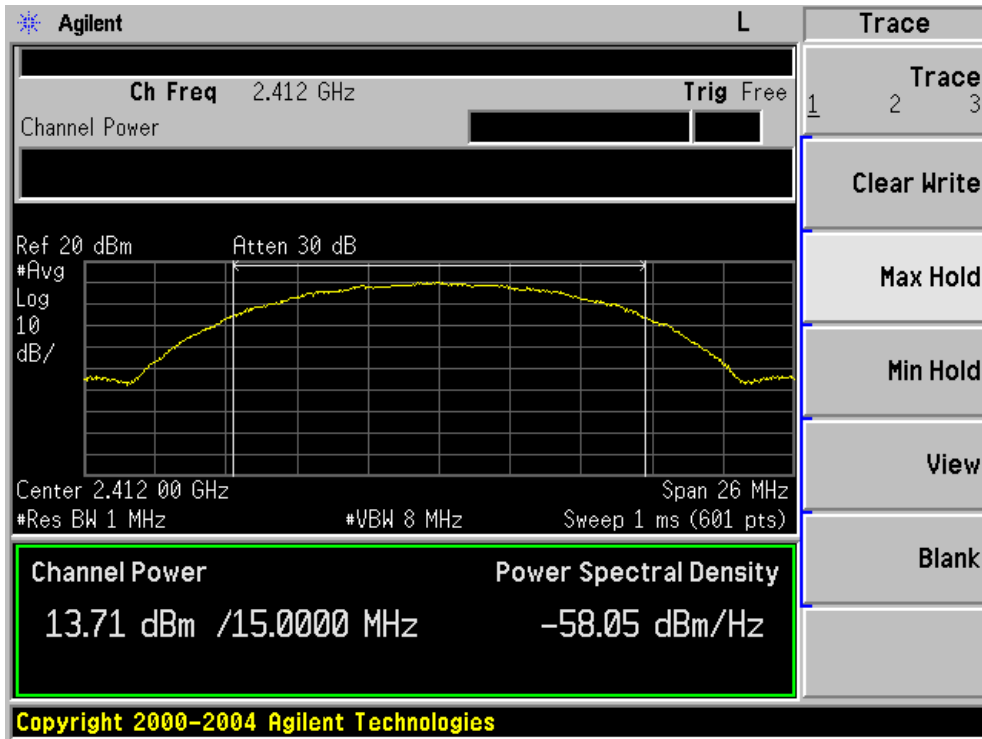 Agilent L Trace
Ch Freq 2.412 GHz Trig Free
Channel Power
Trace
1 2 3
Clear Write
Max Hold
Min Hold
View
Blank
Ref 20 dBm Atten 30 dB
#Avg
Log
10
dB/
Center 2.412 00 GHz Span 26 MHz
#Res BW 1 MHz #VBW 8 MHz Sweep 1 ms (601 pts)
Channel Power Power Spectral Density
13.71 dBm /15.0000 MHz -58.05 dBm/Hz
Copyright 2000-2004 Agilent Technologies